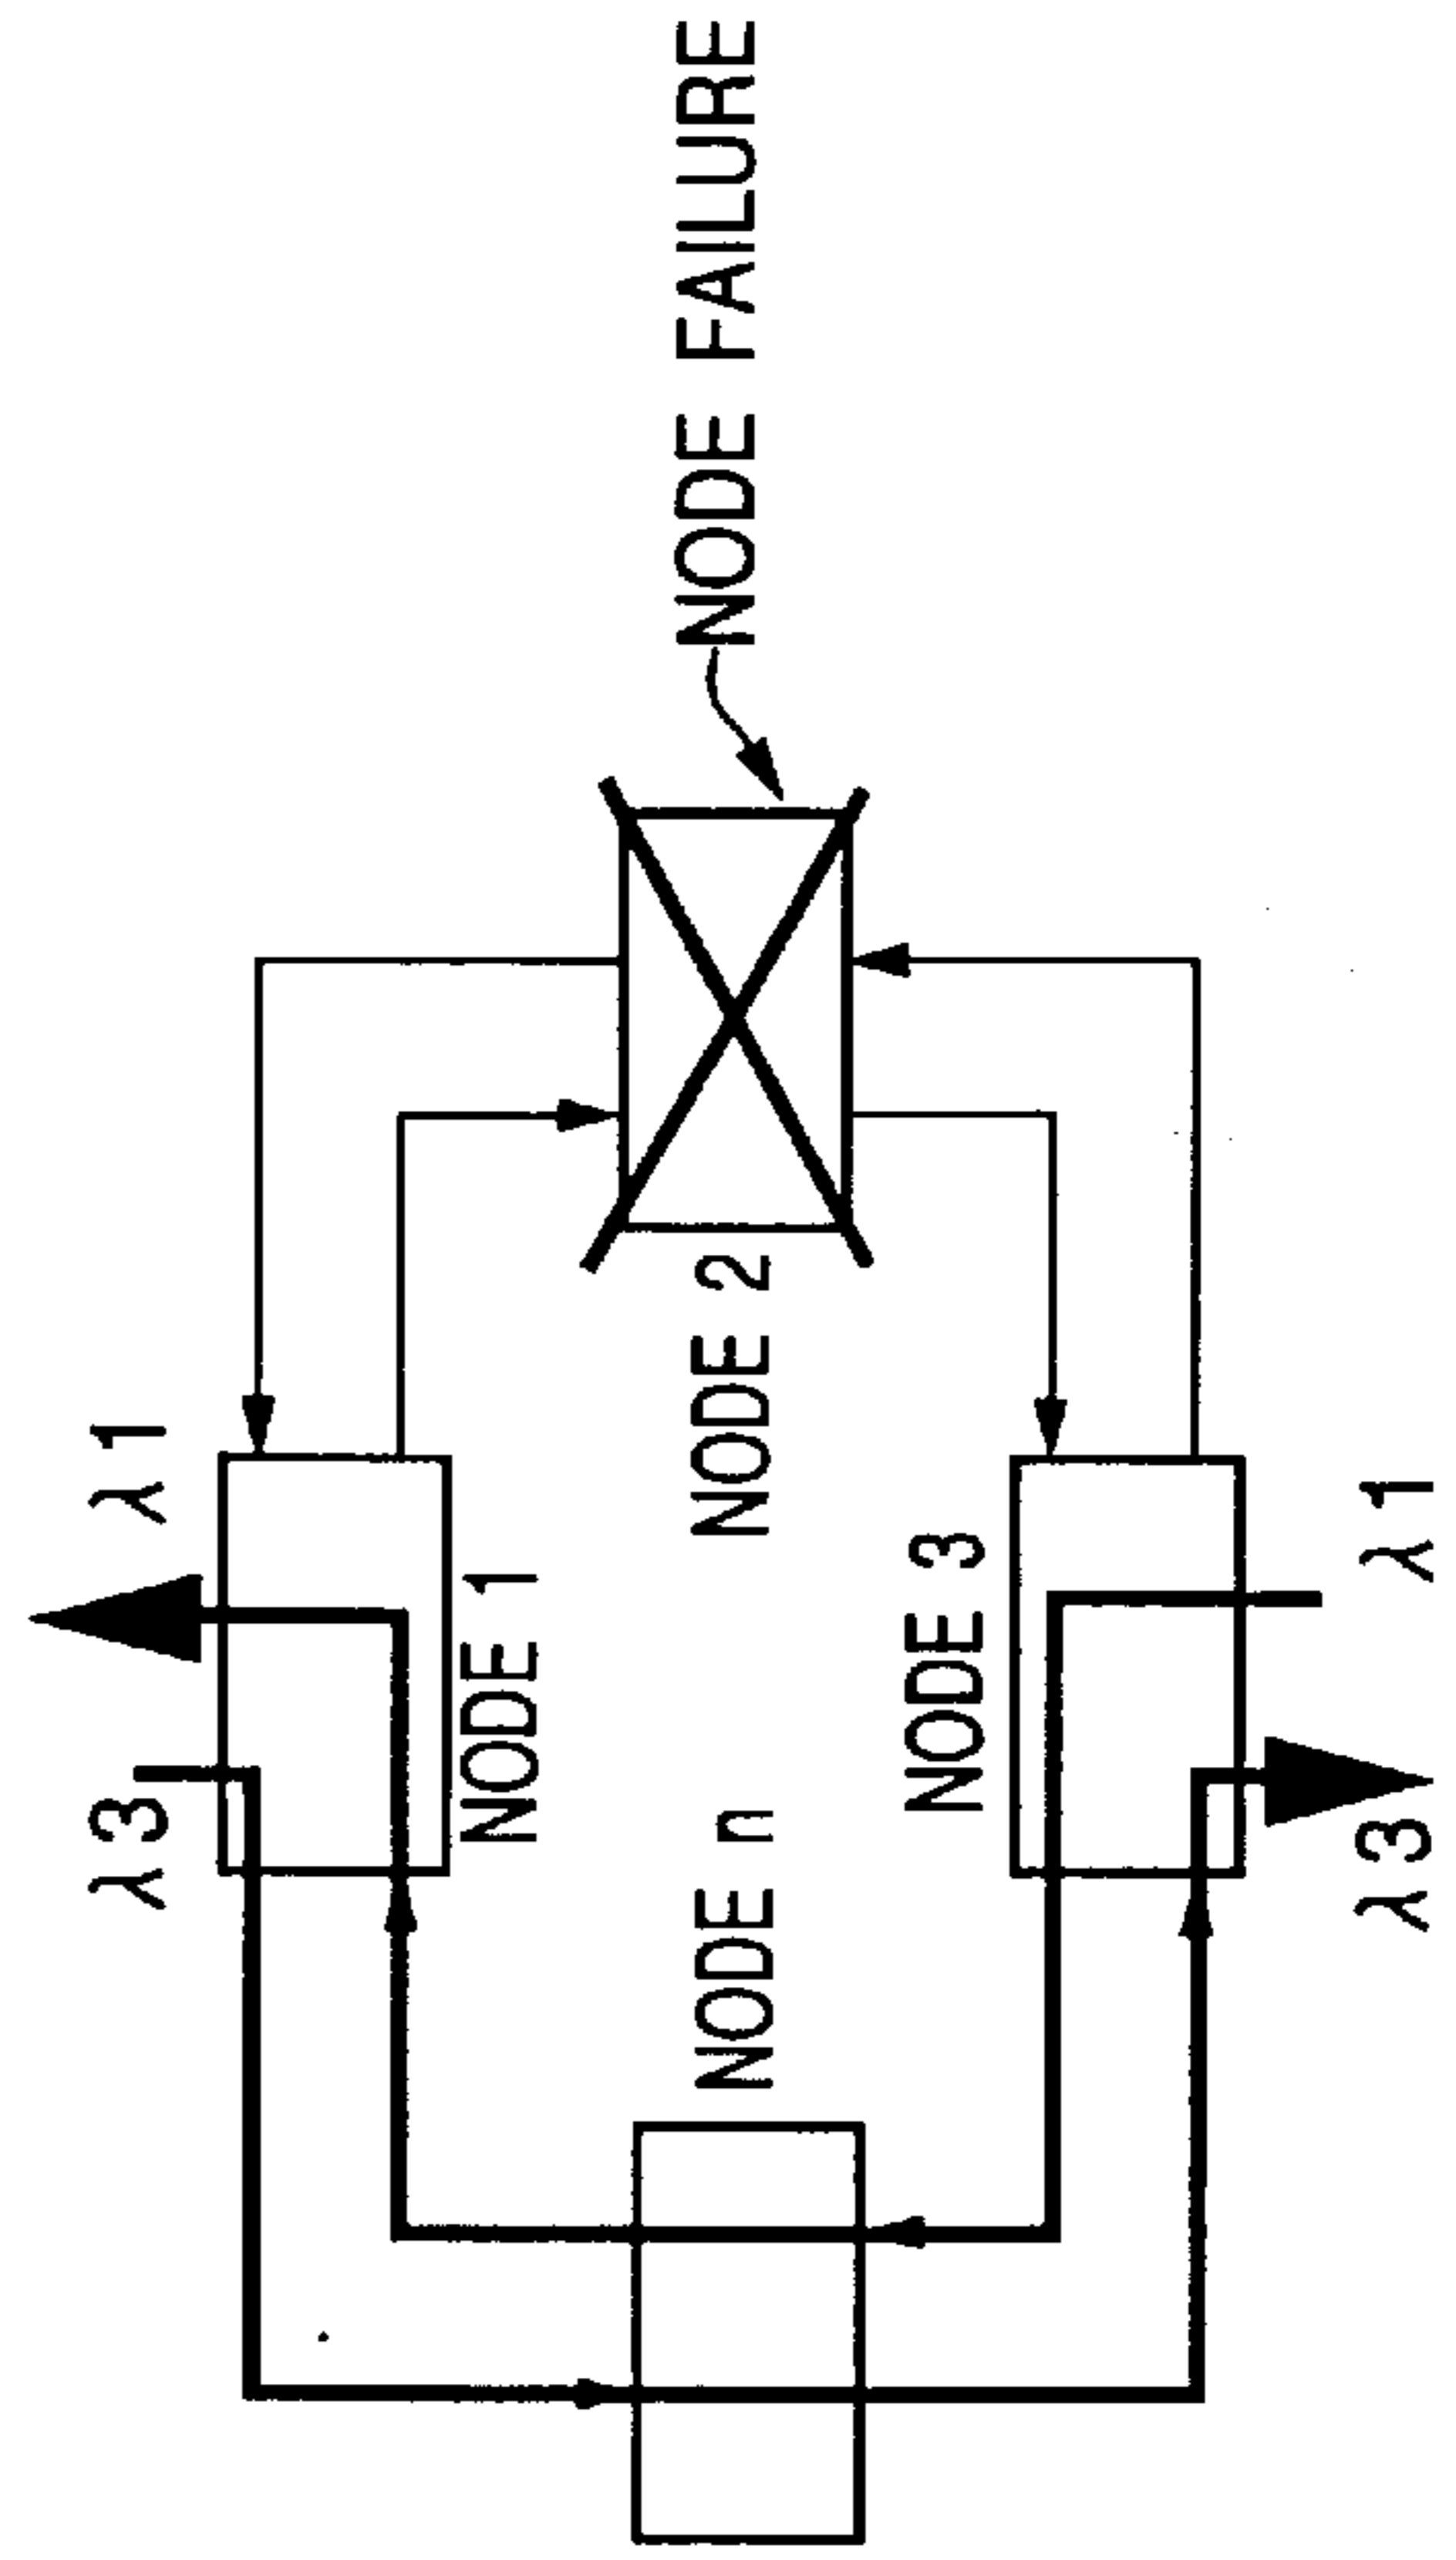 λ3
λ1
NODE 1
NODE n
NODE 2
NODE FAILURE
NODE 3
λ3
λ1